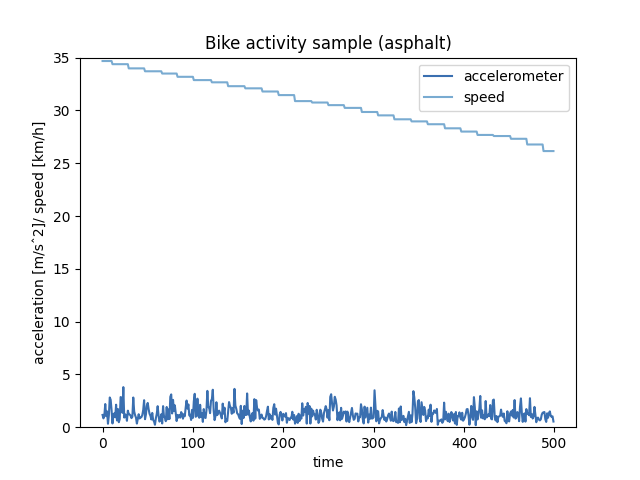 Bike activity sample (asphalt)
accelerometer
speed
acceleration [m/s^2]/ speed [km/h]
35
30
25
20
15
10
5
0
0 100 200 300 400 500
time